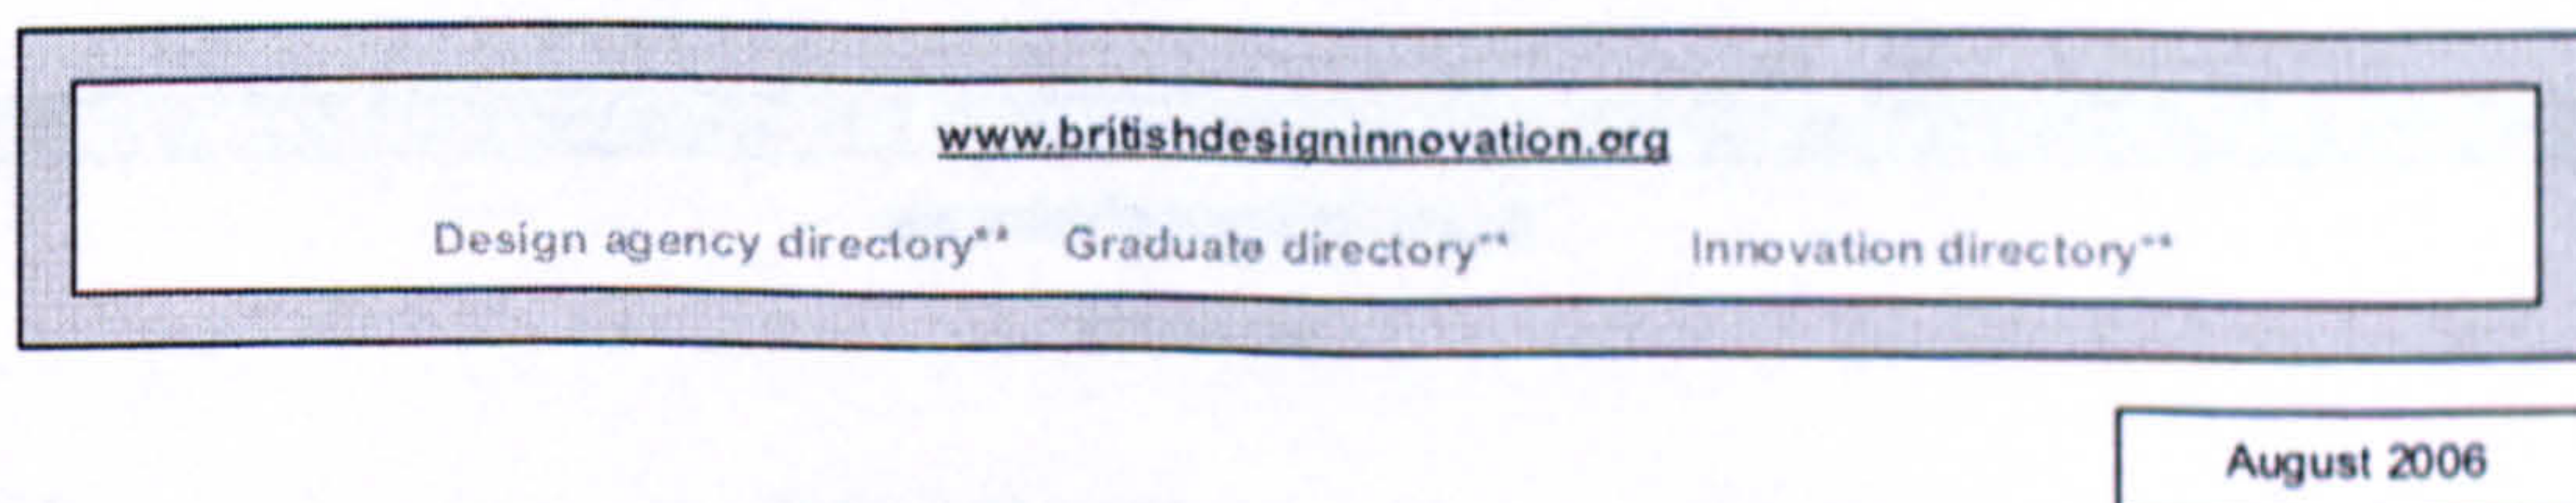 www.britishdesigninnovation.org
Design agency directory** Graduate directory** Innovation directory**
August 2006